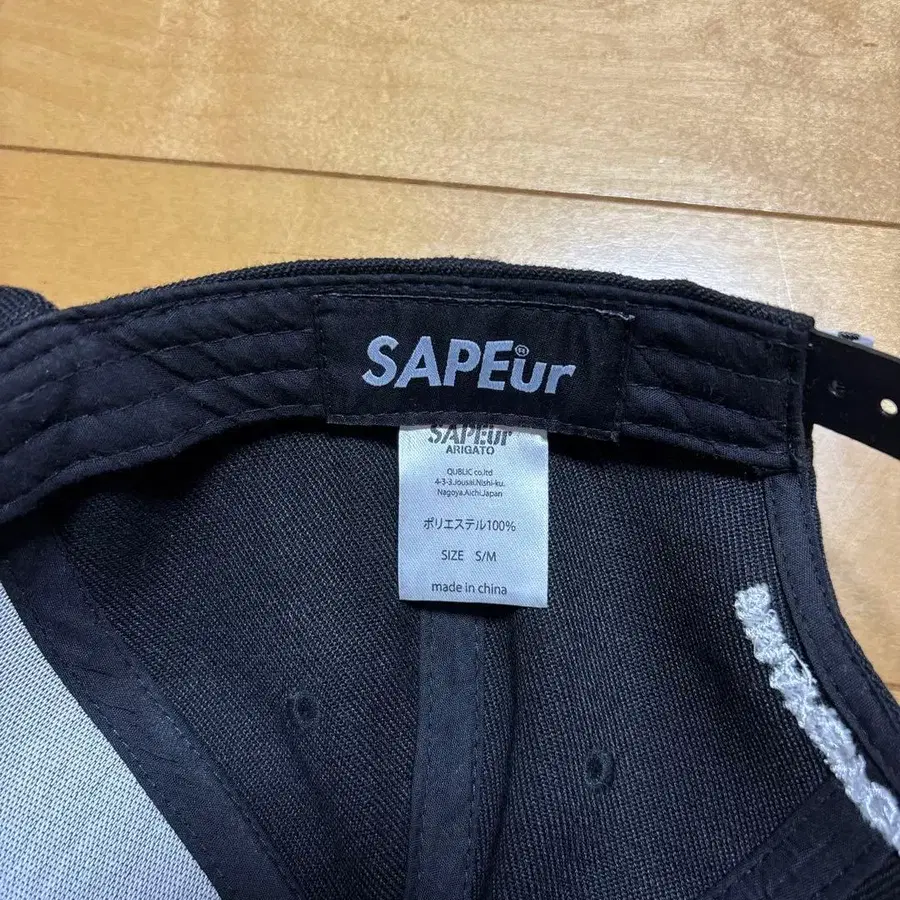 SAPEur®
SAPEur
ARIGATO
QUBLIC co.ltd
4-3-3.Jousai.Nishi-ku.
Nagoya.Aichi.Japan
ポリエステル100%
SIZE S/M
made in china